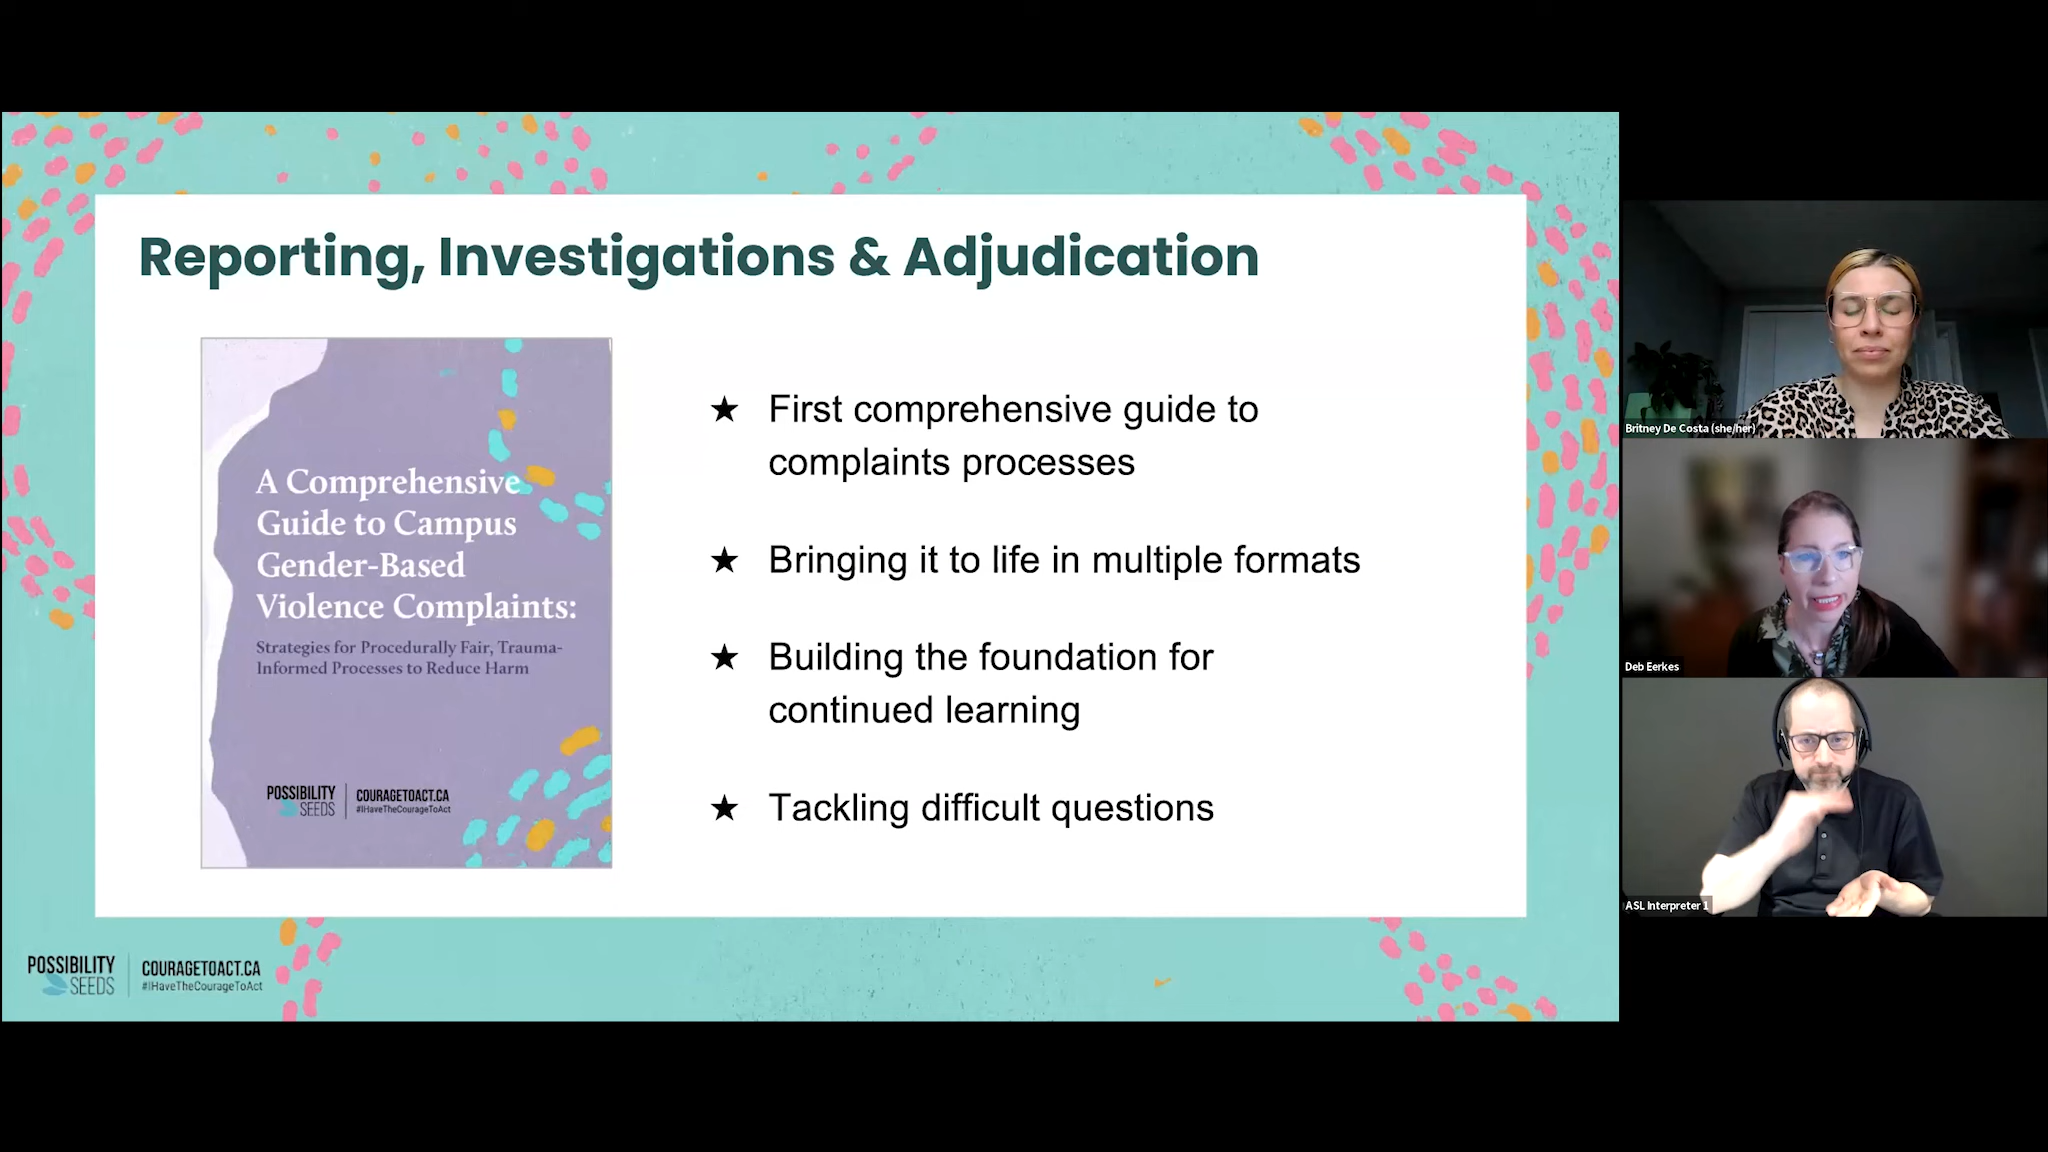 Reporting, Investigations & Adjudication
A Comprehensive
Guide to Campus
Gender-Based
Violence Complaints:
Strategies for Procedurally Fair, Trauma-
Informed Processes to Reduce Harm
POSSIBILITY
SEEDS
COURAGETOACT.CA
#IHaveTheCourageToAct
★ First comprehensive guide to
complaints processes
★ Bringing it to life in multiple formats
★ Building the foundation for
continued learning
★ Tackling difficult questions
POSSIBILITY
SEEDS
COURAGETOACT.CA
#IHaveTheCourageToAct
Britney De Costa (she/her)
Deb Eerkes
ASL Interpreter 1